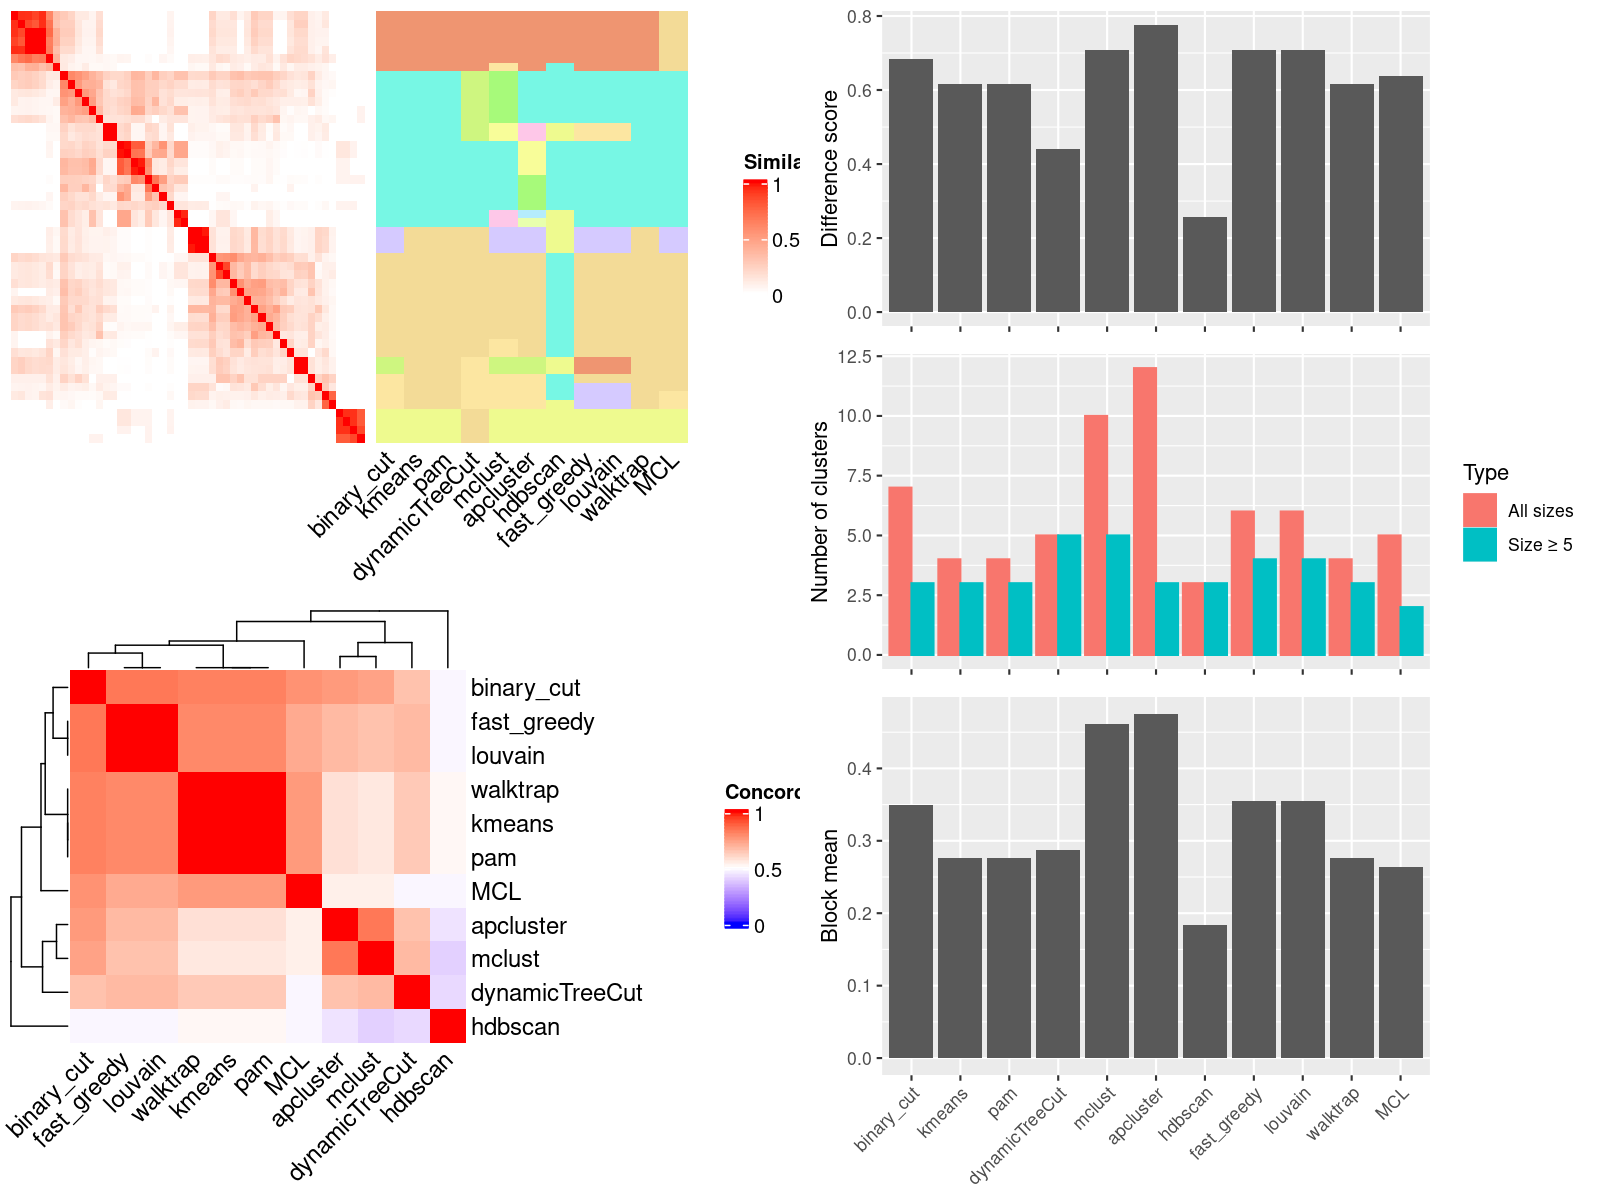 Simila
1
0.5
0
binary_cut
kmeans
pam
dynamicTreeCut
mclust
apcluster
hdbscan
fast_greedy
louvain
walktrap
MCL
binary_cut
fast_greedy
louvain
walktrap
kmeans
pam
MCL
apcluster
mclust
dynamicTreeCut
hdbscan
Concord
1
0.5
0
binary_cut
fast_greedy
louvain
walktrap
kmeans
pam
MCL
apcluster
mclust
dynamicTreeCut
hdbscan
Difference score
0.8
0.6
0.4
0.2
0.0
Number of clusters
12.5
10.0
7.5
5.0
2.5
0.0
Type
All sizes
Size ≥ 5
Block mean
0.4
0.3
0.2
0.1
0.0
binary_cut
kmeans
pam
dynamicTreeCut
mclust
apcluster
hdbscan
fast_greedy
louvain
walktrap
MCL